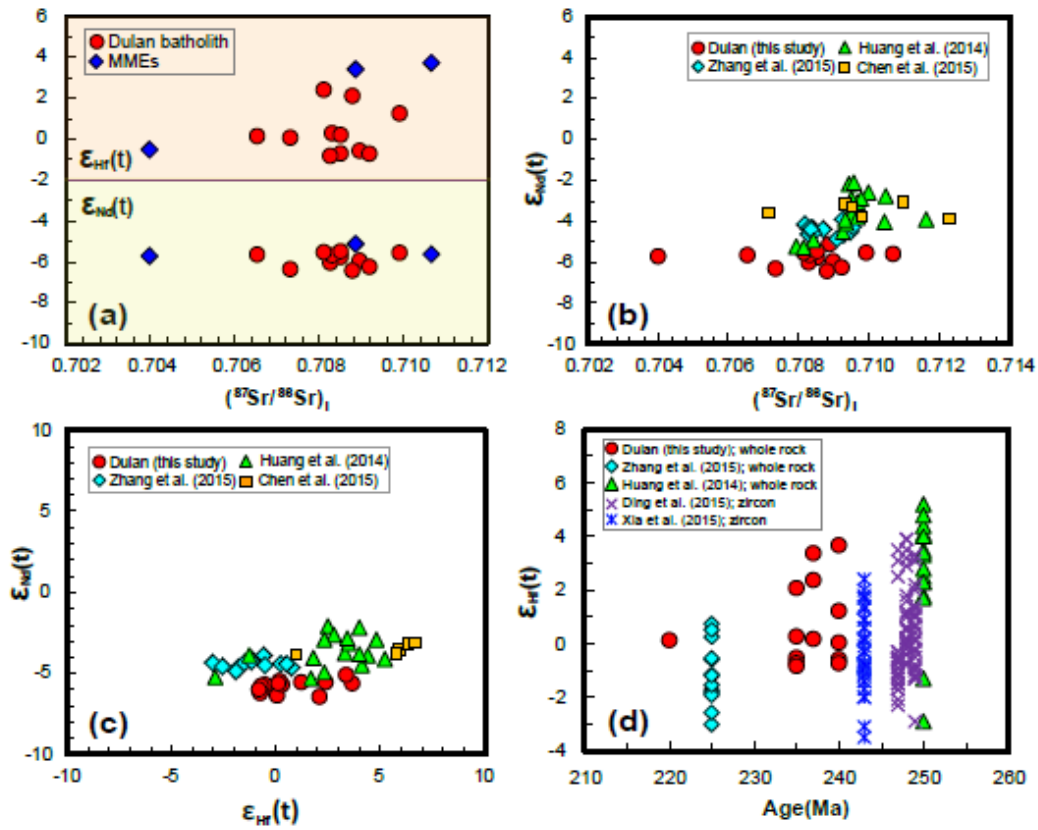 6
4
2
0
-2
-4
-6
-8
-10
Dulan batholith
MMEs
εHf(t)
εNd(t)
(a)
0.702 0.704 0.706 0.708 0.710 0.712
(87Sr/86Sr)I
εNd(t)
6
4
2
0
-2
-4
-6
-8
-10
Dulan (this study) Huang et al. (2014)
Zhang et al. (2015) Chen et al. (2015)
(b)
0.702 0.704 0.706 0.708 0.710 0.712 0.714
(87Sr/86Sr)I
εNd(t)
10
5
0
-5
-10
Dulan (this study) Huang et al. (2014)
Zhang et al. (2015) Chen et al. (2015)
(c)
-10 -5 0 5 10
εHf(t)
εHf(t)
8
6
4
2
0
-2
-4
Dulan (this study); whole rock
Zhang et al. (2015); whole rock
Huang et al. (2014); whole rock
Ding et al. (2015); zircon
Xia et al. (2015); zircon
(d)
210 220 230 240 250 260
Age(Ma)